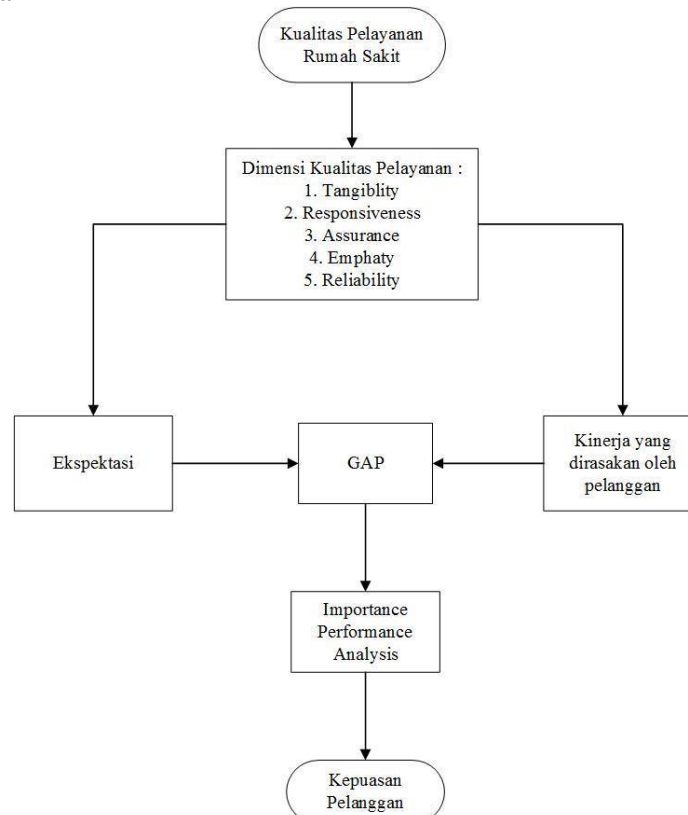 Kualitas Pelayanan
Rumah Sakit
Dimensi Kualitas Pelayanan :
1. Tangiblity
2. Responsiveness
3. Assurance
4. Emphaty
5. Reliability
Ekspektasi
GAP
Kinerja yang
dirasakan oleh
pelanggan
Importance
Performance
Analysis
Kepuasan
Pelanggan